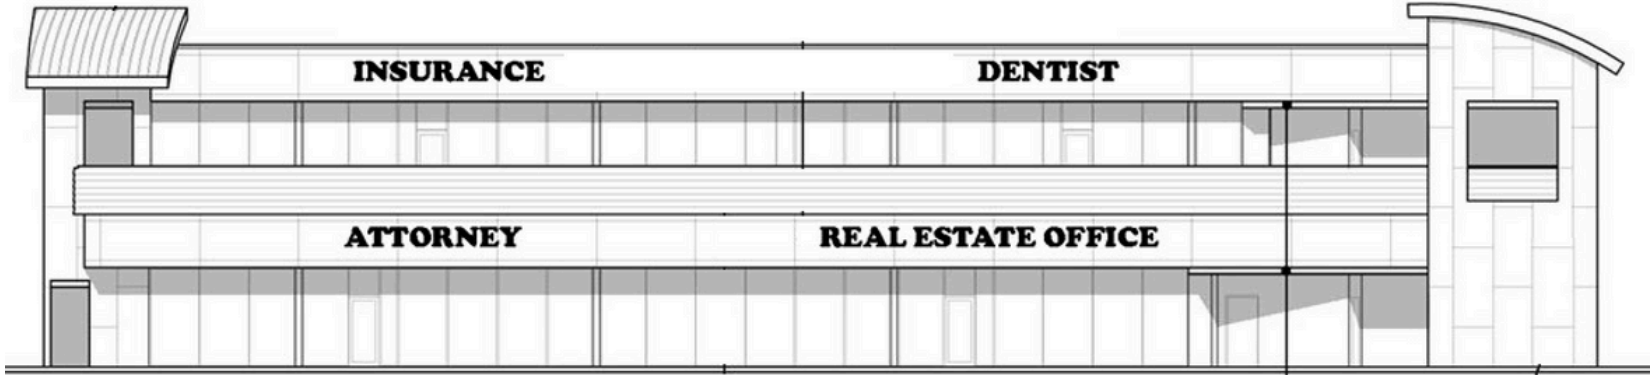 INSURANCE
DENTIST
ATTORNEY
REAL ESTATE OFFICE